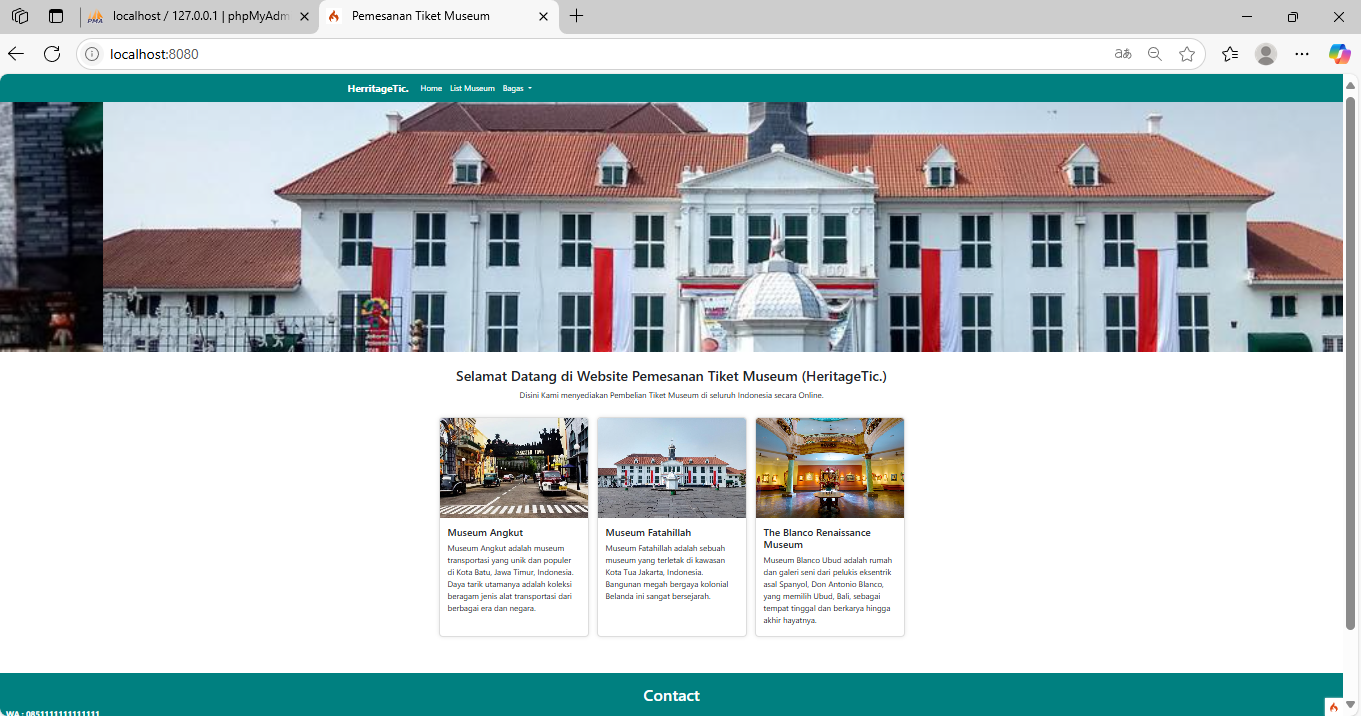 localhost / 127.0.0.1 | phpMyAdm
Pemesanan Tiket Museum
localhost:8080
HerritageTic.
Home
List Museum
Bagas
Selamat Datang di Website Pemesanan Tiket Museum (HeritageTic.)
Disini Kami menyediakan Pembelian Tiket Museum di seluruh Indonesia secara Online.
Museum Angkut
Museum Angkut adalah museum
transportasi yang unik dan populer
di Kota Batu, Jawa Timur, Indonesia.
Daya tarik utamanya adalah koleksi
beragam jenis alat transportasi dari
berbagai era dan negara.
Museum Fatahillah
Museum Fatahillah adalah sebuah
museum yang terletak di kawasan
Kota Tua Jakarta, Indonesia.
Bangunan megah bergaya kolonial
Belanda ini sangat bersejarah.
The Blanco Renaissance
Museum
Museum Blanco Ubud adalah rumah
dan galeri seni dari pelukis eksentrik
asal Spanyol, Don Antonio Blanco,
yang memilih Ubud, Bali, sebagai
tempat tinggal dan berkarya hingga
akhir hayatnya.
Contact